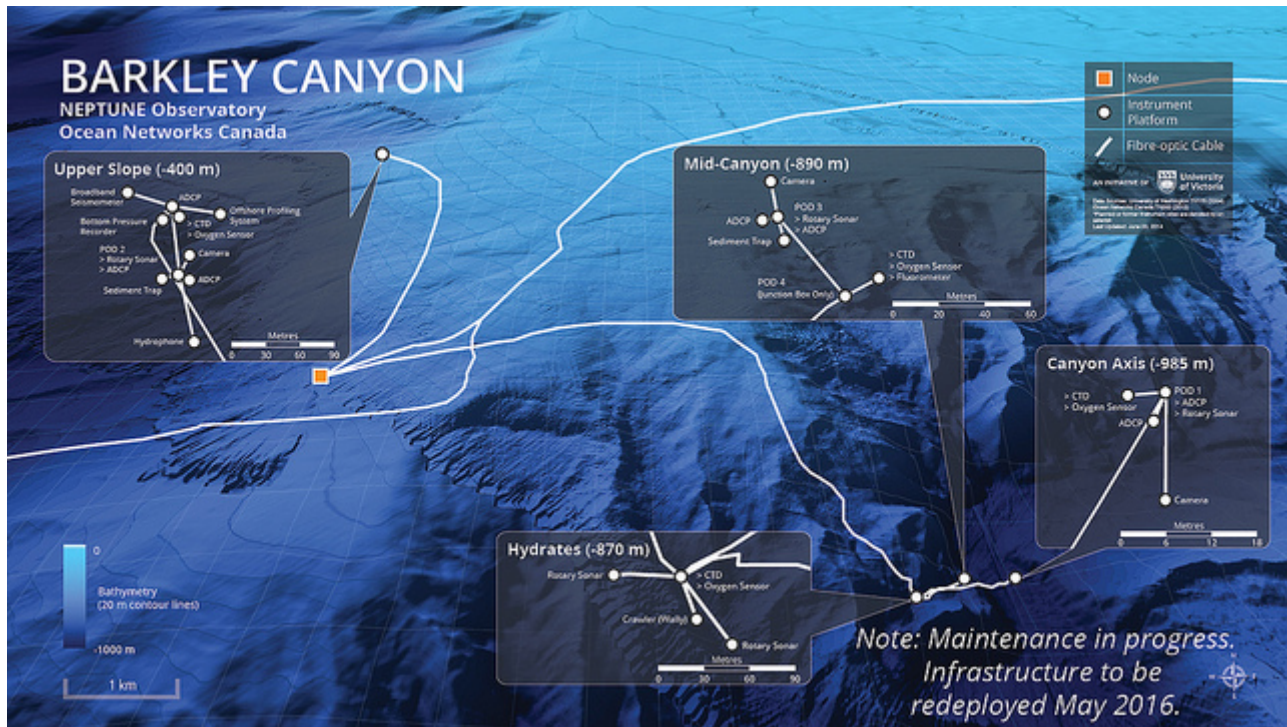 BARKLEY CANYON
NEPTUNE Observatory
Ocean Networks Canada
Node
Instrument
Platform
Fibre-optic Cable
AN INITIATIVE OF
University
of Victoria
Upper Slope (-400 m)
Broadband
Seismometer
ADCP
Offshore Profiling
System
Bottom Pressure
Recorder
> CTD
> Oxygen Sensor
POD 2
> Rotary Sonar
> ADCP
Camera
Sediment Trap
ADCP
Hydrophone
Metres
0 30 60 90
Mid-Canyon (-890 m)
Camera
POD 3
> Rotary Sonar
> ADCP
ADCP
Sediment Trap
> CTD
> Oxygen Sensor
> Fluorometer
POD 4
(Junction Box Only)
Metres
0 20 40 60
Canyon Axis (-985 m)
> CTD
> Oxygen Sensor
POD 1
> ADCP
> Rotary Sonar
ADCP
Camera
Metres
0 6 12 18
Hydrates (-870 m)
Rotary Sonar
> CTD
> Oxygen Sensor
Crawler (Wally)
Rotary Sonar
Metres
0 30 60 90
0
Bathymetry
(20 m contour lines)
-1000 m
1 km
Note: Maintenance in progress.
Infrastructure to be
redeployed May 2016.